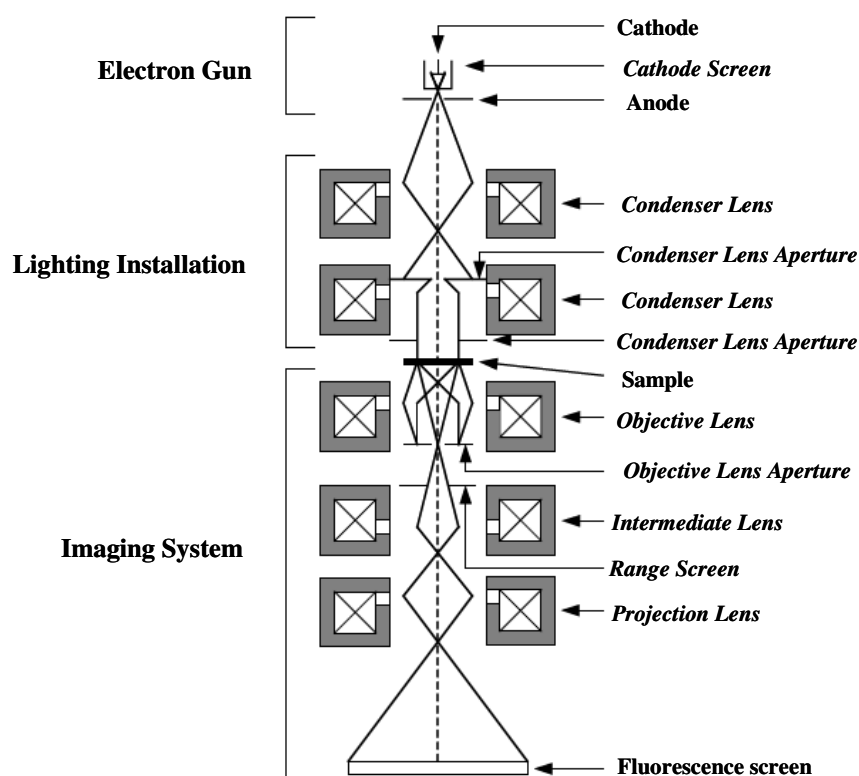 Cathode
Electron Gun
Cathode Screen
Anode
Condenser Lens
Condenser Lens Aperture
Lighting Installation
Condenser Lens
Condenser Lens Aperture
Sample
Objective Lens
Objective Lens Aperture
Intermediate Lens
Imaging System
Range Screen
Projection Lens
Fluorescence screen